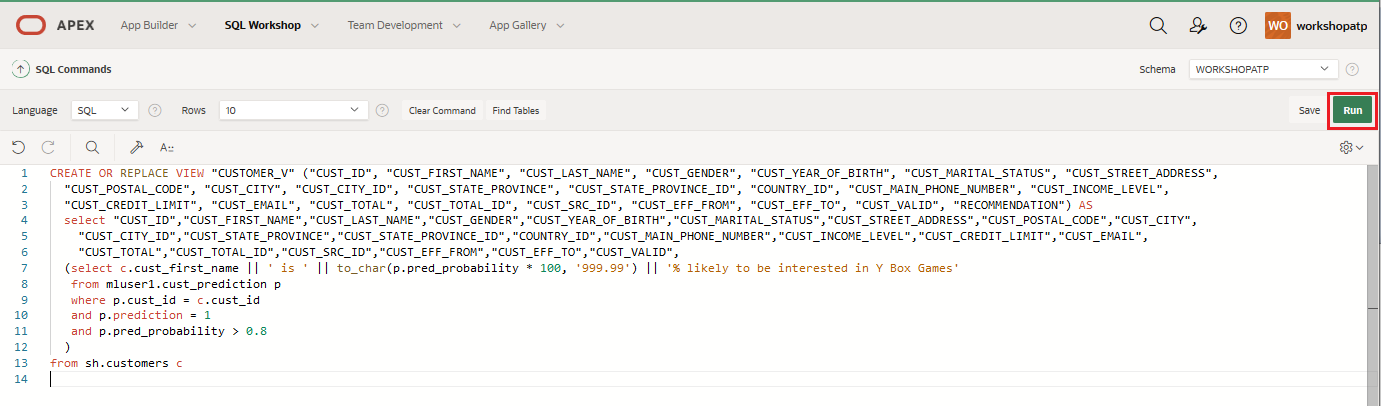 APEX App Builder SQL Workshop Team Development App Gallery WO workshopatp
SQL Commands Schema WORKSHOPATP
Language SQL Rows 10 Clear Command Find Tables Save Run
A::
1 CREATE OR REPLACE VIEW "CUSTOMER_V" ("CUST_ID", "CUST_FIRST_NAME", "CUST_LAST_NAME", "CUST_GENDER", "CUST_YEAR_OF_BIRTH", "CUST_MARITAL_STATUS", "CUST_STREET_ADDRESS",
2 "CUST_POSTAL_CODE", "CUST_CITY", "CUST_CITY_ID", "CUST_STATE_PROVINCE", "CUST_STATE_PROVINCE_ID", "COUNTRY_ID", "CUST_MAIN_PHONE_NUMBER", "CUST_INCOME_LEVEL",
3 "CUST_CREDIT_LIMIT", "CUST_EMAIL", "CUST_TOTAL", "CUST_TOTAL_ID", "CUST_SRC_ID", "CUST_EFF_FROM", "CUST_EFF_TO", "CUST_VALID", "RECOMMENDATION") AS
4 select "CUST_ID","CUST_FIRST_NAME","CUST_LAST_NAME","CUST_GENDER","CUST_YEAR_OF_BIRTH","CUST_MARITAL_STATUS","CUST_STREET_ADDRESS","CUST_POSTAL_CODE","CUST_CITY",
5 "CUST_CITY_ID","CUST_STATE_PROVINCE","CUST_STATE_PROVINCE_ID","COUNTRY_ID","CUST_MAIN_PHONE_NUMBER","CUST_INCOME_LEVEL","CUST_CREDIT_LIMIT","CUST_EMAIL",
6 "CUST_TOTAL","CUST_TOTAL_ID","CUST_SRC_ID","CUST_EFF_FROM","CUST_EFF_TO","CUST_VALID",
7 (select c.cust_first_name || ' is ' || to_char(p.pred_probability * 100, '999.99') || '% likely to be interested in Y Box Games'
8 from mluser1.cust_prediction p
9 where p.cust_id = c.cust_id
10 and p.prediction = 1
11 and p.pred_probability > 0.8
12 )
13 from sh.customers c
14